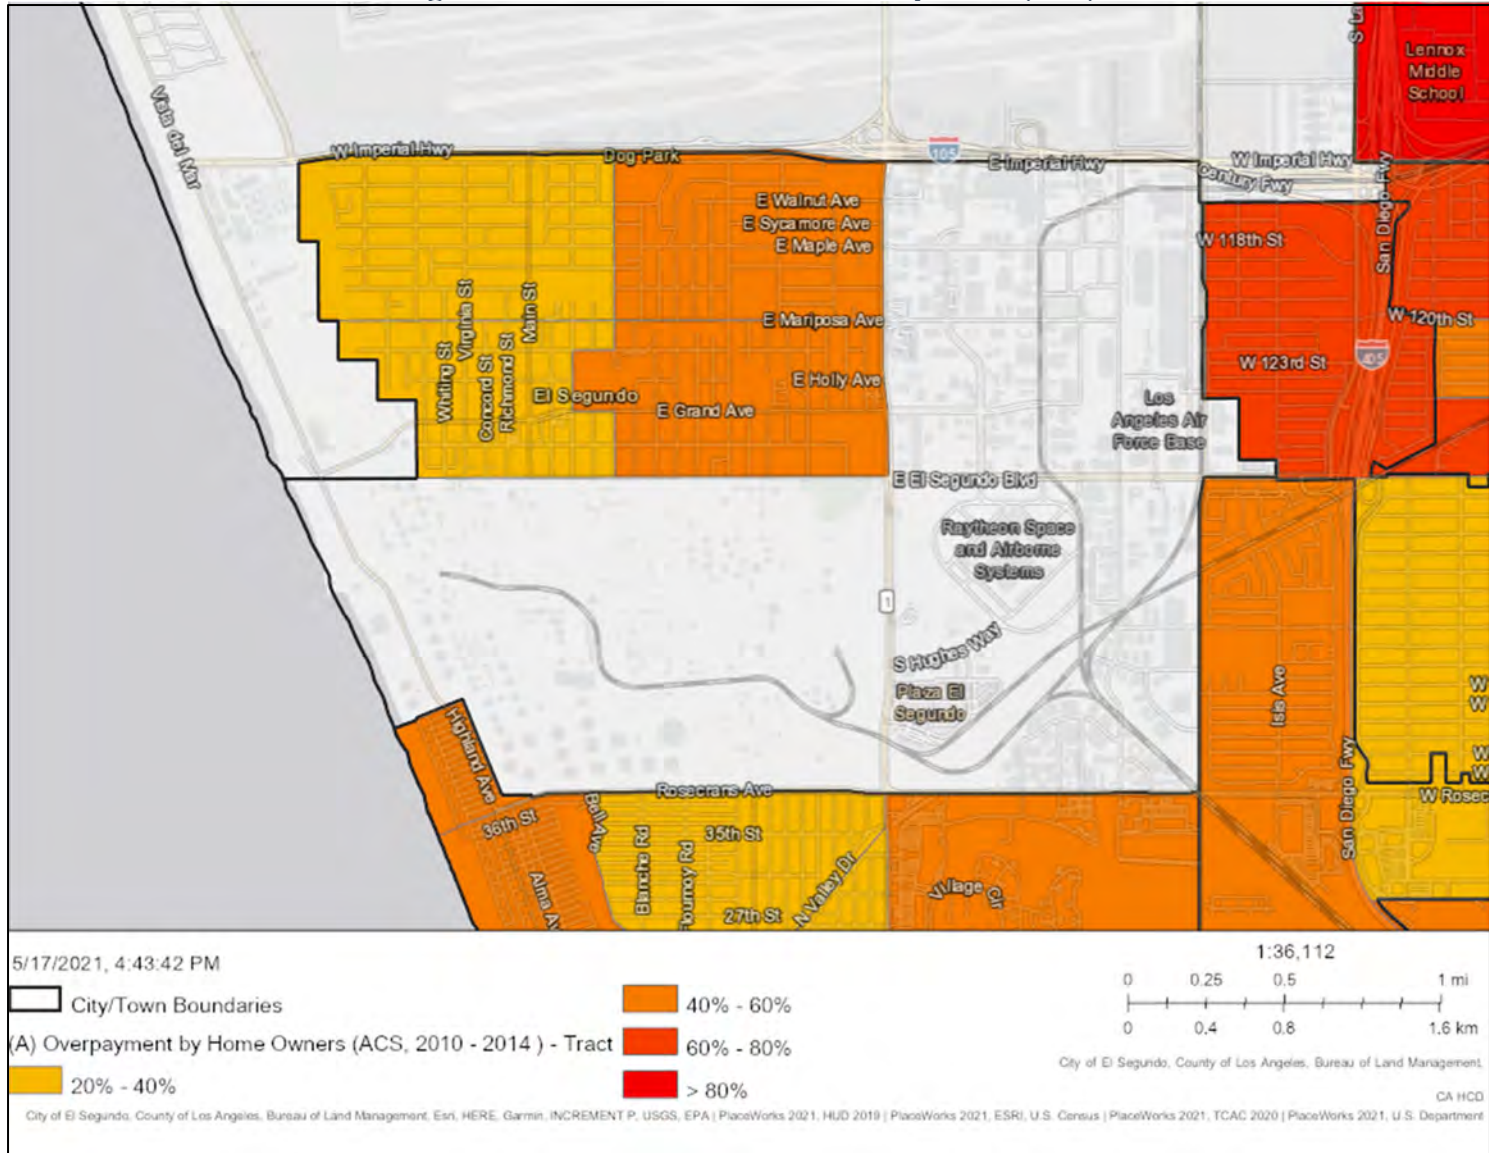 S La
Lennox
Middle
School
Vista del Mar
W Imperial Hwy
Dog Park
105
E Imperial Hwy
W Imperial Hwy
Century Fwy
San Diego Fwy
E Walnut Ave
E Sycamore Ave
E Maple Ave
W 118th St
Virginia St
Main St
E Mariposa Ave
W 120th St
Whiting St
Concord St
Richmond St
W 123rd St
405
E Holly Ave
El Segundo
E Grand Ave
Los
Angeles Air
Force Base
E El Segundo Blvd
Raytheon Space
and Airborne
Systems
1
S Hughes Way
Plaza El
Segundo
Isis Ave
W
W
Highland Ave
San Diego Fwy
W
W
Rosecrans Ave
W Rosec
36th St
Bell Ave
Blanche Rd
Flournoy Rd
35th St
N Valley Dr
Village Cir
Alma Av
27th St
5/17/2021, 4:43:42 PM
1:36,112
0 0.25 0.5 1 mi
City/Town Boundaries
40% - 60%
0 0.4 0.8 1.6 km
(A) Overpayment by Home Owners (ACS, 2010 - 2014 ) - Tract
60% - 80%
City of El Segundo, County of Los Angeles, Bureau of Land Management,
20% - 40%
> 80%
CA HCD
City of El Segundo, County of Los Angeles, Bureau of Land Management, Esri, HERE, Garmin, INCREMENT P, USGS, EPA | PlaceWorks 2021, HUD 2019 | PlaceWorks 2021, ESRI, U.S. Census | PlaceWorks 2021, TCAC 2020 | PlaceWorks 2021, U.S. Department